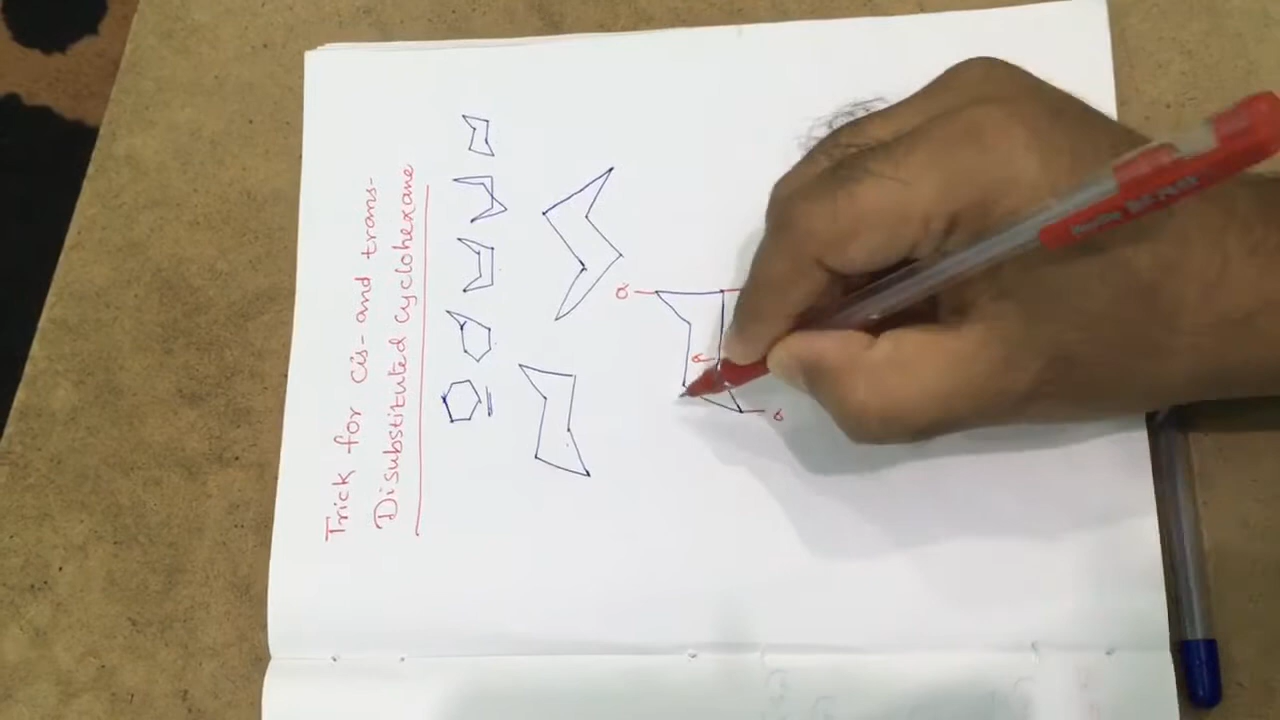 Trick for cis- and trans-
Disubstituted cyclohexane
a
a
a